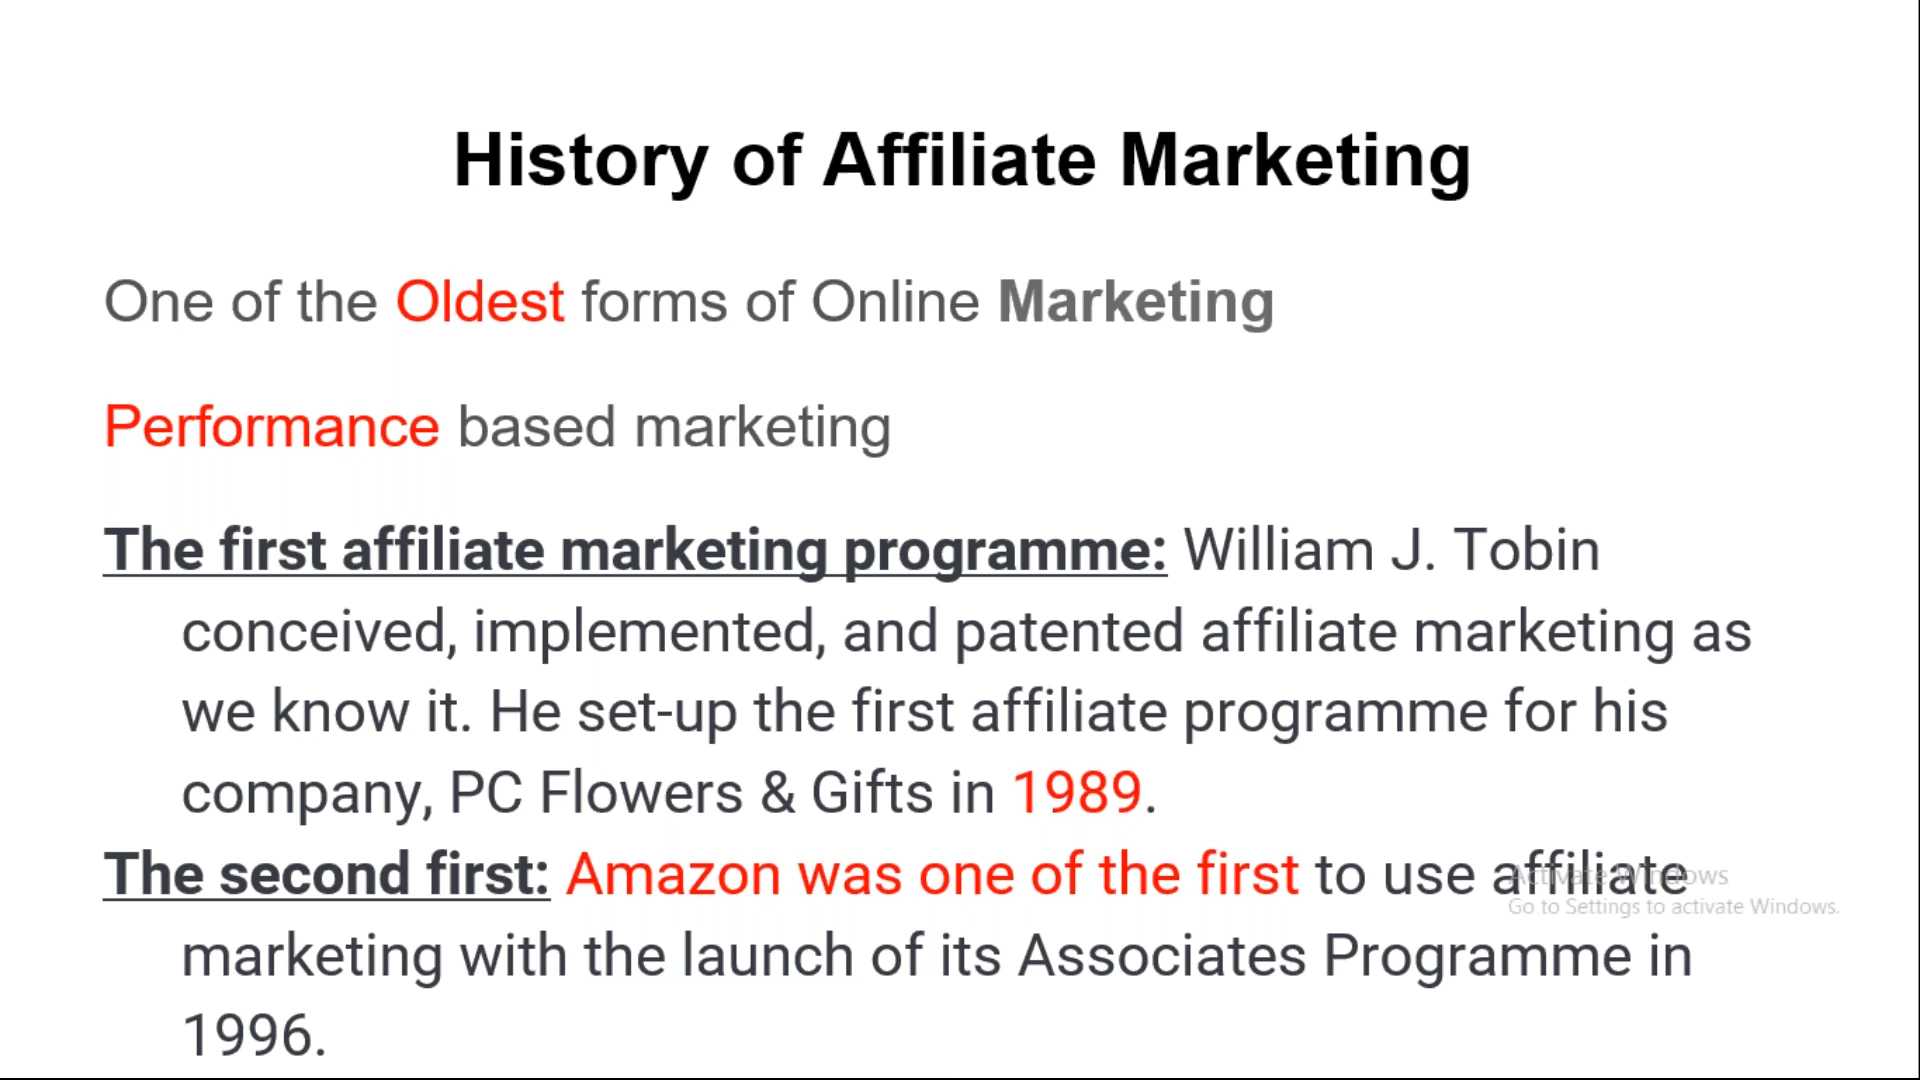 History of Affiliate Marketing
One of the Oldest forms of Online Marketing
Performance based marketing
The first affiliate marketing programme: William J. Tobin
conceived, implemented, and patented affiliate marketing as
we know it. He set-up the first affiliate programme for his
company, PC Flowers & Gifts in 1989.
The second first: Amazon was one of the first to use affiliate
Activate Windows
Go to Settings to activate Windows.
marketing with the launch of its Associates Programme in
1996.